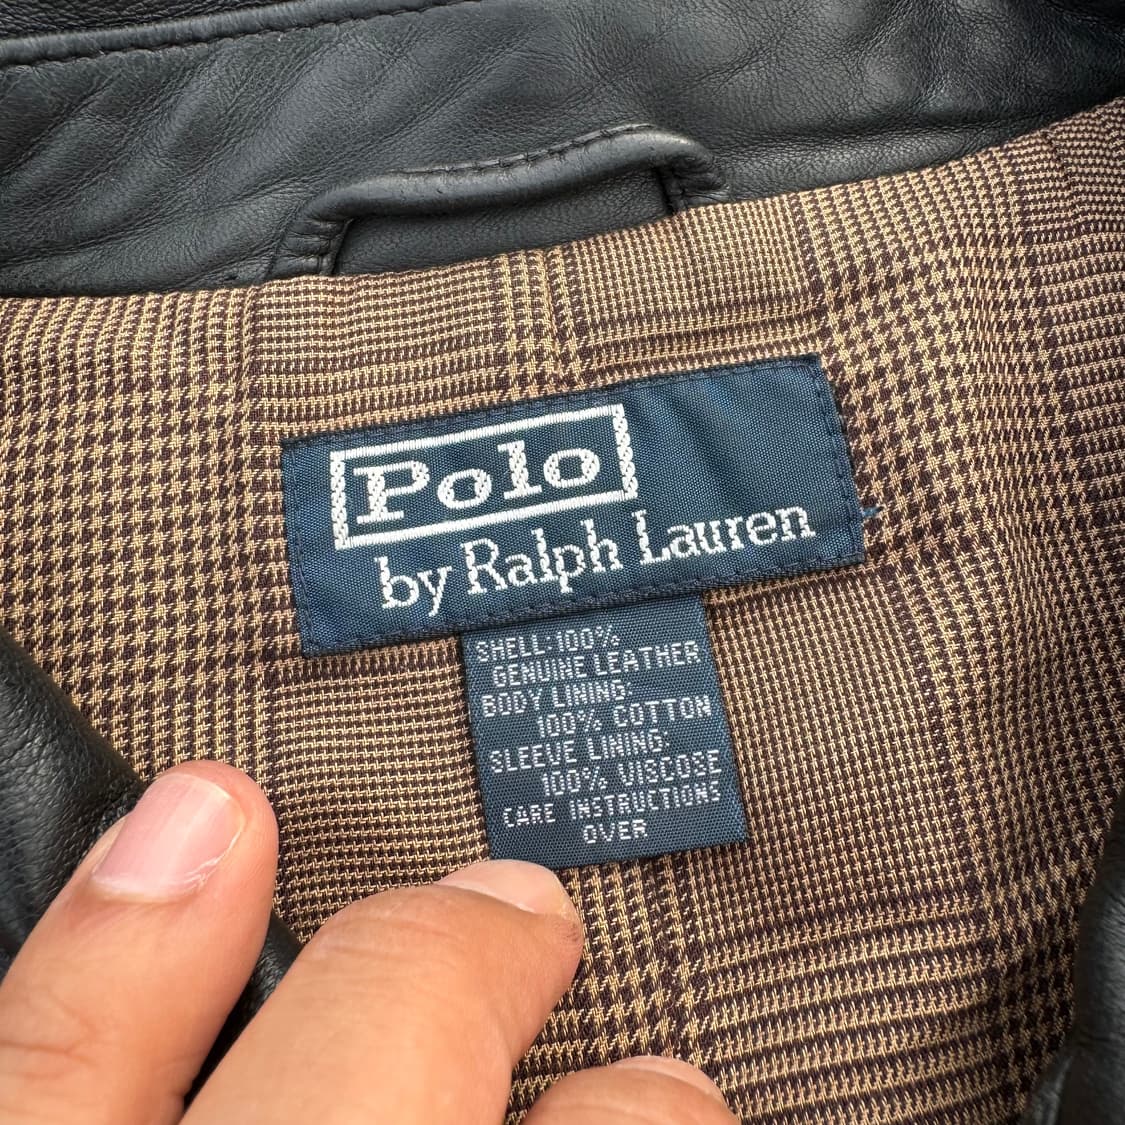 Polo
by Ralph Lauren
SHELL:100%
GENUINE LEATHER
BODY LINING:
100% COTTON
SLEEVE LINING:
100% VISCOSE
CARE INSTRUCTIONS
OVER